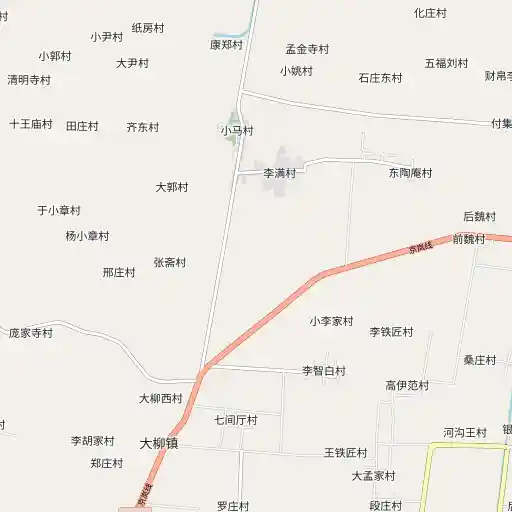 化庄村
纸房村
小尹村
康郑村
孟金寺村
小郭村
大尹村
五福刘村
小姚村
石庄东村
财帛李
清明寺村
十王庙村
田庄村
齐东村
小马村
付集
李满村
东陶庵村
大郭村
于小章村
后魏村
杨小章村
前魏村
京岚线
张斋村
邢庄村
小李家村
李铁匠村
庞家寺村
桑庄村
李智白村
高伊范村
大柳西村
七间厅村
银
河沟王村
李胡家村
大柳镇
王铁匠村
郑庄村
大孟家村
京岚线
罗庄村
段庄村